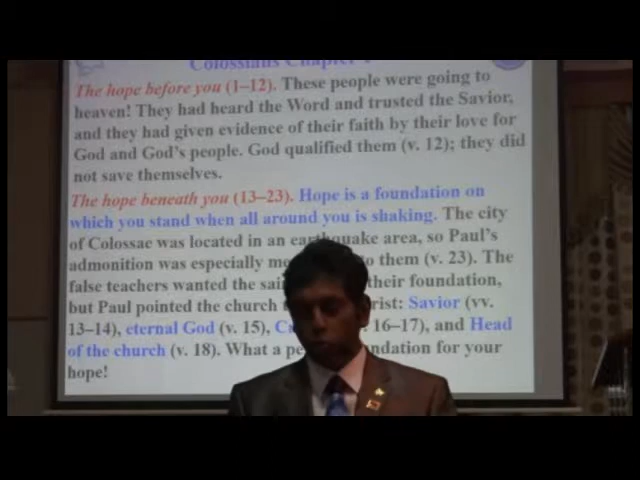 Colossians Chapter
The hope before you (1–12). These people were going to
heaven! They had heard the Word and trusted the Savior,
and they had given evidence of their faith by their love for
God and God's people. God qualified them (v. 12); they did
not save themselves.
The hope beneath you (13–23). Hope is a foundation on
which you stand when all around you is shaking. The city
of Colossae was located in an earthquake area, so Paul's
admonition was especially to them (v. 23). The
false teachers wanted the their foundation,
but Paul pointed the church Savior (vv.
13–14), eternal God (v. 15), 16–17), and Head
of the church (v. 18). What a for your
hope!